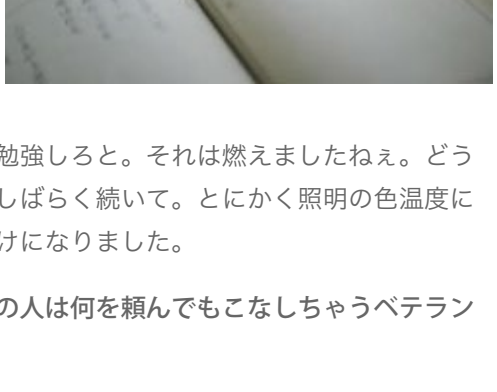 勉強しろと。それは燃えましたねぇ。どう
しばらく続いて。とにかく照明の色温度に
けになりました。
の人は何を頼んでもこなしちゃうベテラン